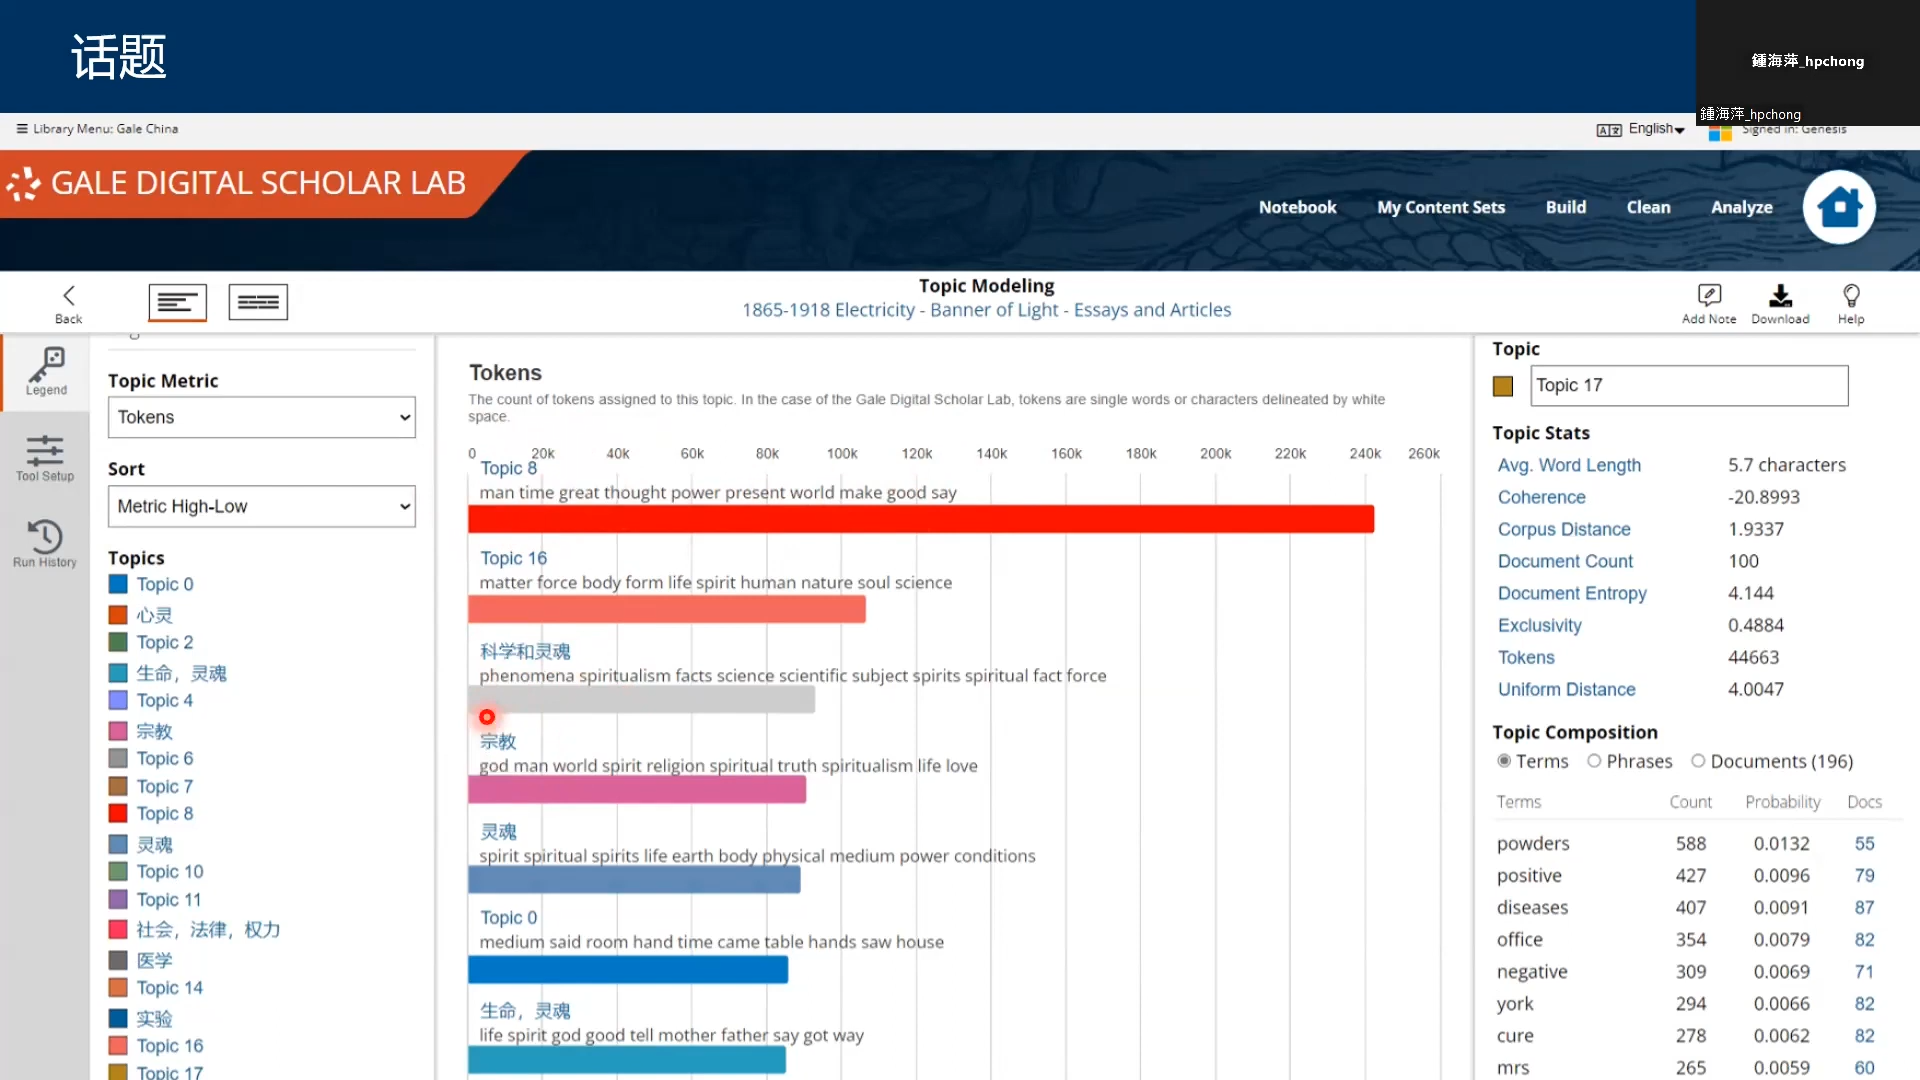 话题
鍾海萍_hpchong
鍾海萍_hpchong
Library Menu: Gale China
English
Signed in: Genesis
GALE DIGITAL SCHOLAR LAB
Notebook
My Content Sets
Build
Clean
Analyze
Back
Topic Modeling
1865-1918 Electricity - Banner of Light - Essays and Articles
Add Note
Download
Help
Legend
Tool Setup
Run History
Topic Metric
Tokens
Sort
Metric High-Low
Topics
Topic 0
心灵
Topic 2
生命，灵魂
Topic 4
宗教
Topic 6
Topic 7
Topic 8
灵魂
Topic 10
Topic 11
社会，法律，权力
医学
Topic 14
实验
Topic 16
Topic 17
Tokens
The count of tokens assigned to this topic. In the case of the Gale Digital Scholar Lab, tokens are single words or characters delineated by white
space.
0 20k 40k 60k 80k 100k 120k 140k 160k 180k 200k 220k 240k 260k
Topic 8
man time great thought power present world make good say
Topic 16
matter force body form life spirit human nature soul science
科学和灵魂
phenomena spiritualism facts science scientific subject spirits spiritual fact force
宗教
god man world spirit religion spiritual truth spiritualism life love
灵魂
spirit spiritual spirits life earth body physical medium power conditions
Topic 0
medium said room hand time came table hands saw house
生命，灵魂
life spirit god good tell mother father say got way
Topic
Topic 17
Topic Stats
Avg. Word Length 5.7 characters
Coherence -20.8993
Corpus Distance 1.9337
Document Count 100
Document Entropy 4.144
Exclusivity 0.4884
Tokens 44663
Uniform Distance 4.0047
Topic Composition
Terms Phrases Documents (196)
Terms Count Probability Docs
powders 588 0.0132 55
positive 427 0.0096 79
diseases 407 0.0091 87
office 354 0.0079 82
negative 309 0.0069 71
york 294 0.0066 82
cure 278 0.0062 82
mrs 265 0.0059 60